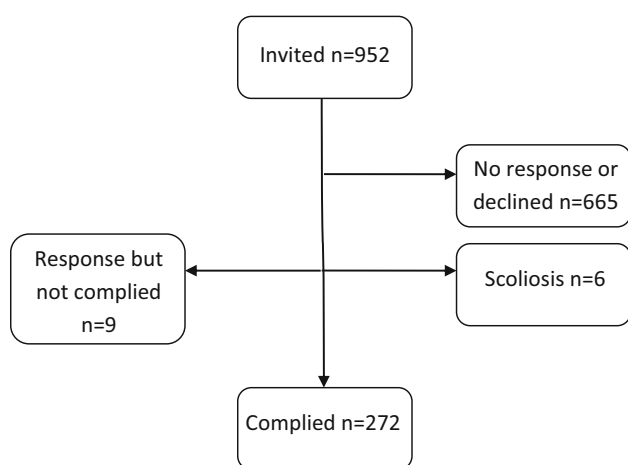 Invited n=952
No response or
declined n=665
Response but
not complied
n=9
Scoliosis n=6
Complied n=272